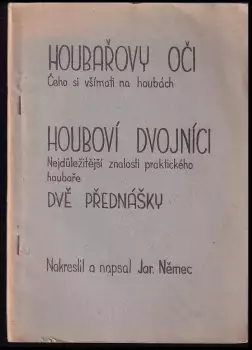 HOUBAŘOVY OČI
Čeho si všímati na houbách
HOUBOVÍ DVOJNÍCI
Nejdůležitější znalosti praktického
houbaře
DVĚ PŘEDNÁŠKY
Nakreslil a napsal Jar. Němec